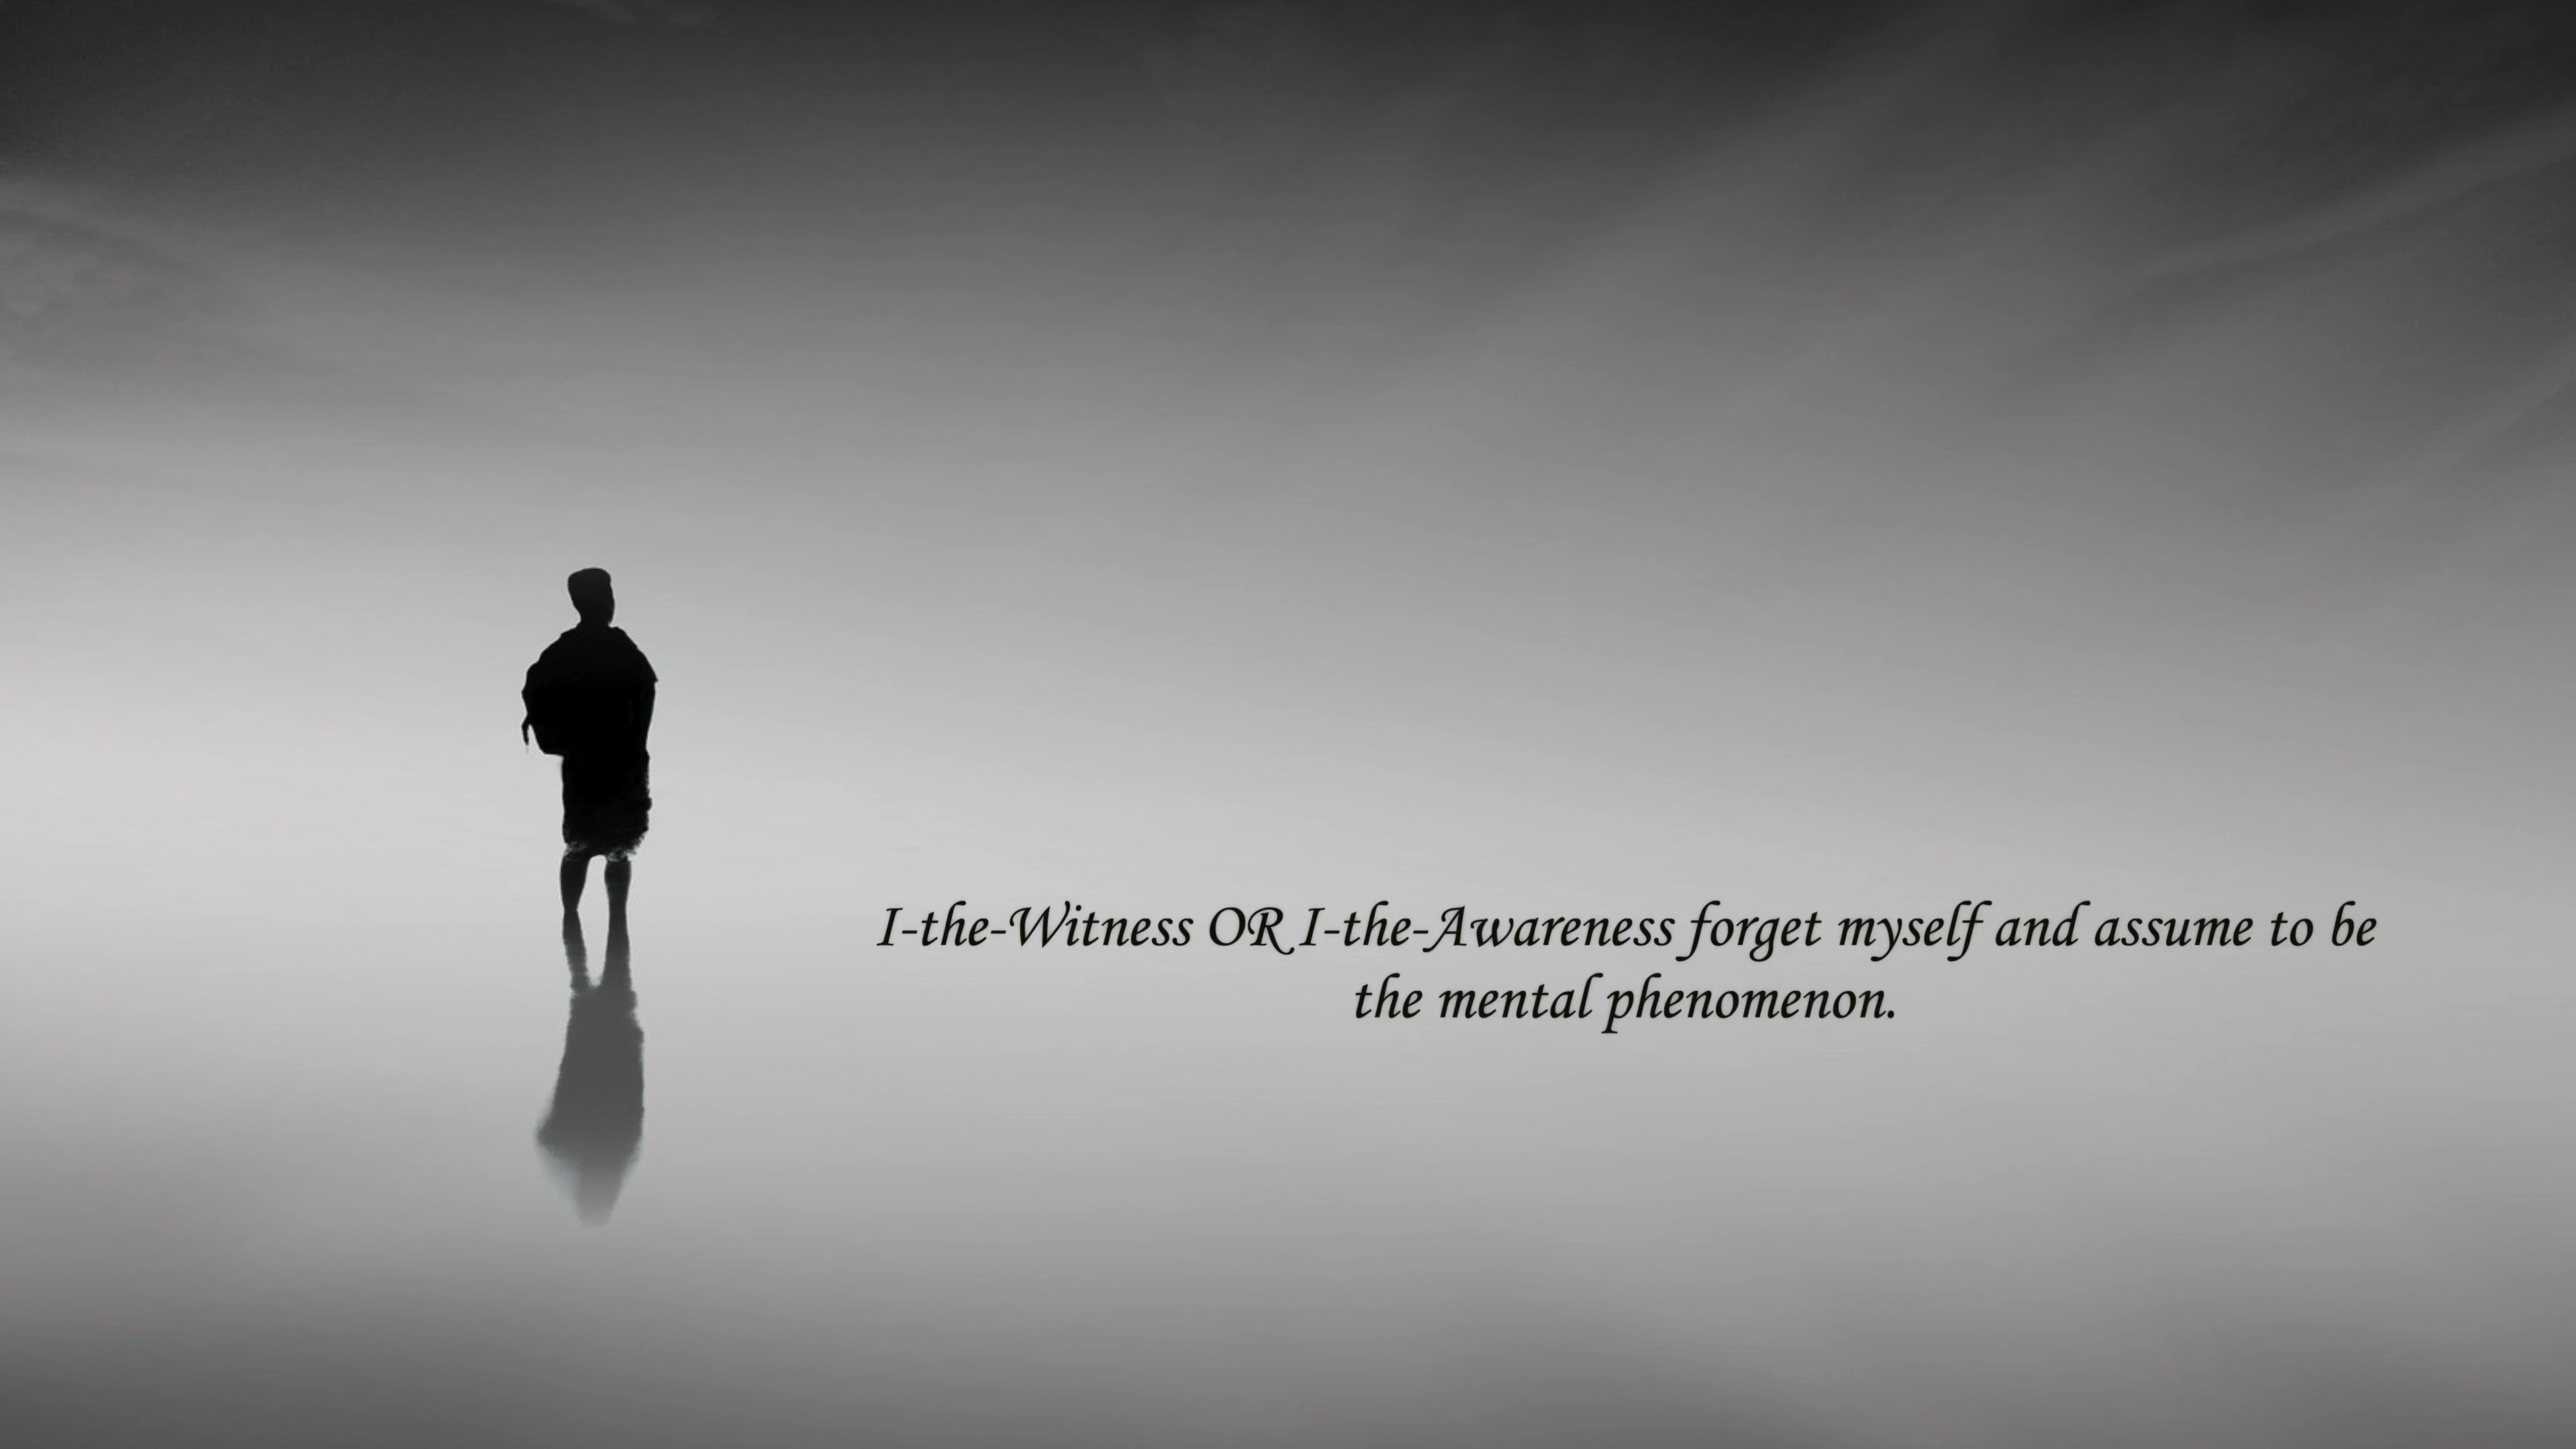 I-the-Witness OR I-the-Awareness forget myself and assume to be
the mental phenomenon.